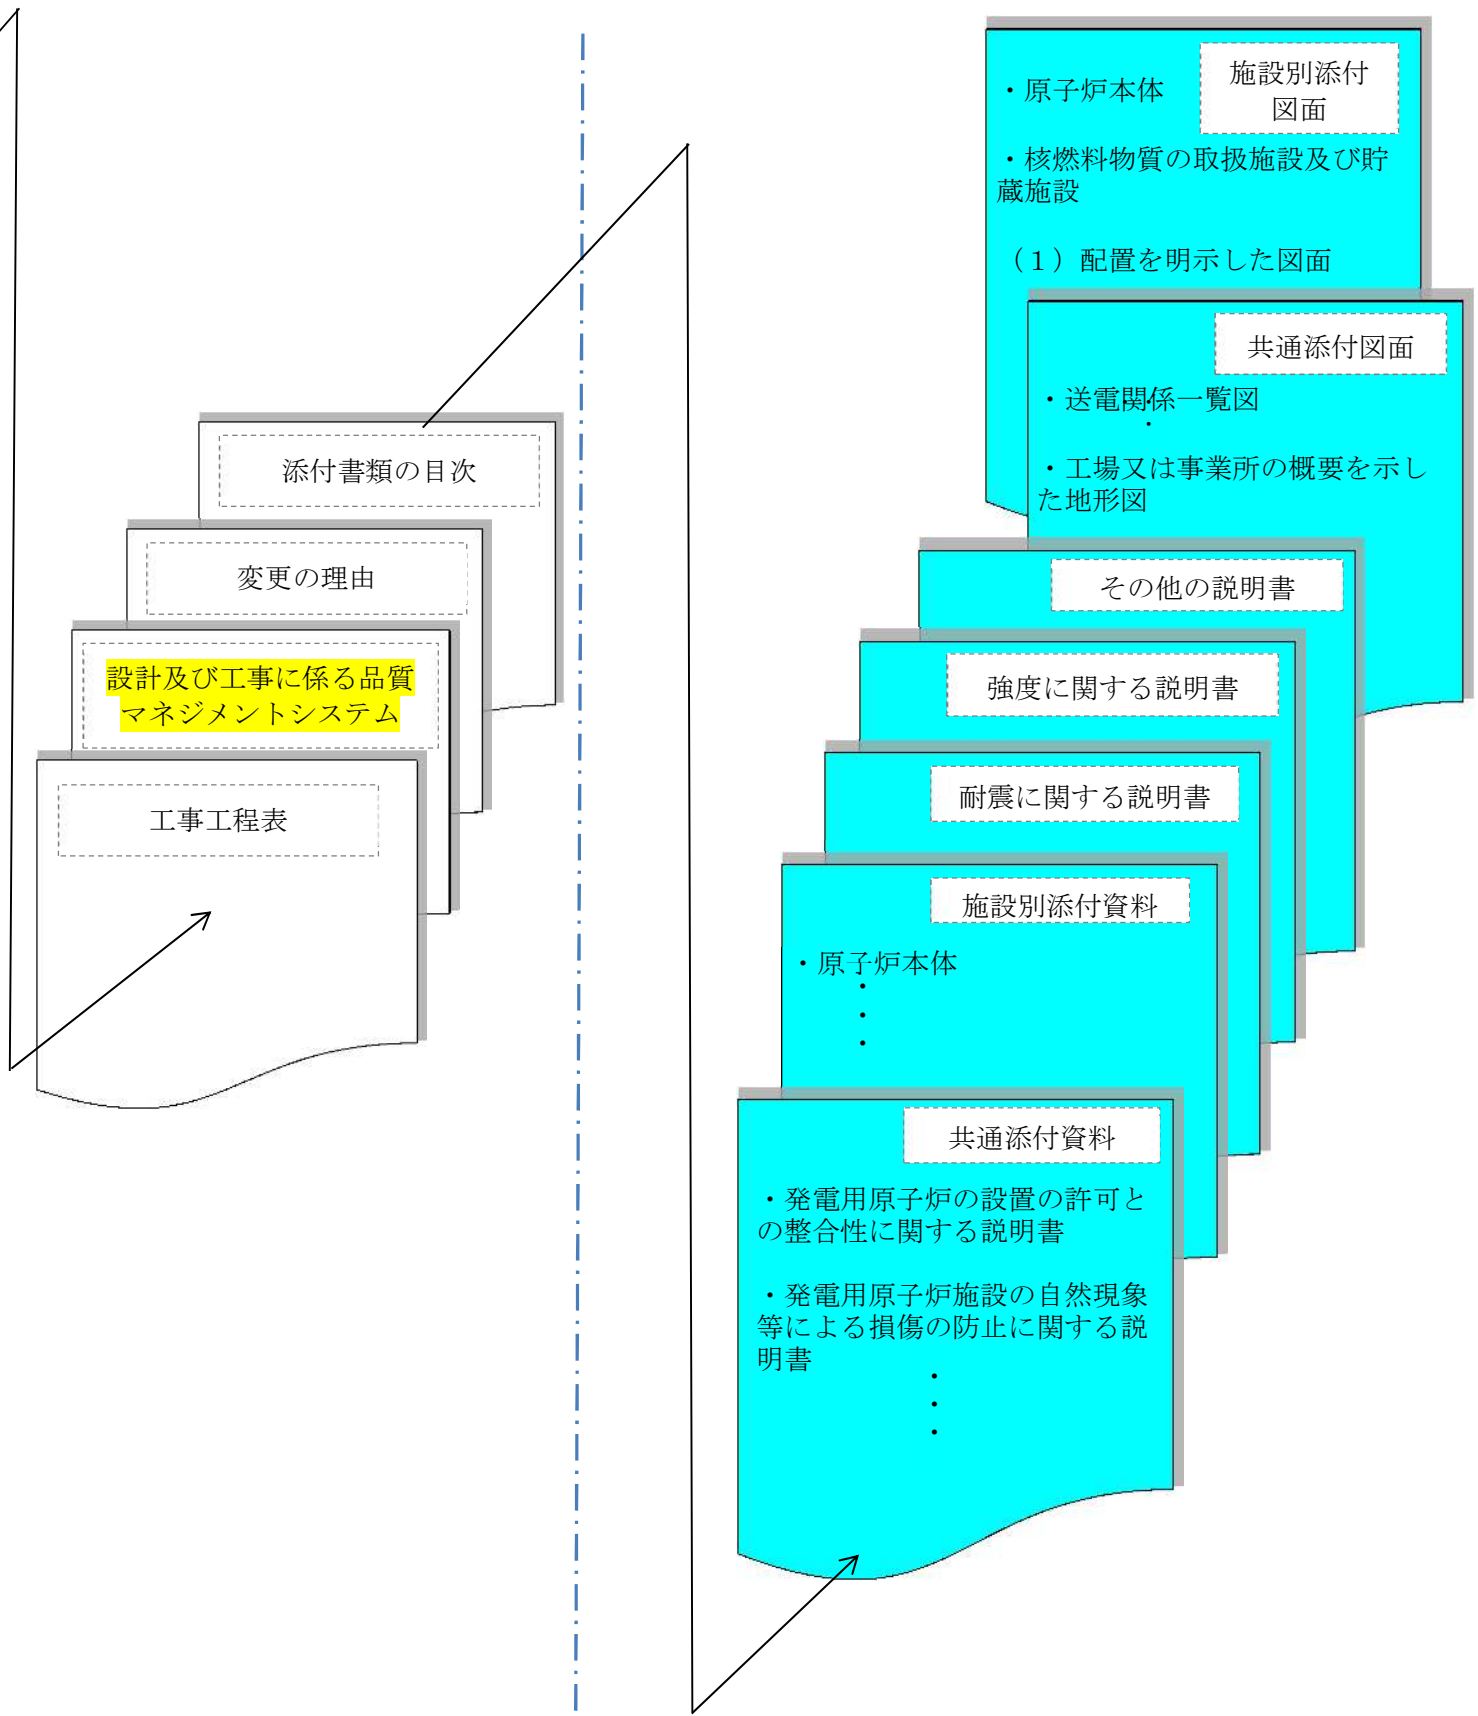 添付書類の目次
変更の理由
設計及び工事に係る品質
マネジメントシステム
工事工程表
施設別添付
図面
・原子炉本体
・核燃料物質の取扱施設及び貯
蔵施設
（１）配置を明示した図面
共通添付図面
・送電関係一覧図
・工場又は事業所の概要を示し
た地形図
その他の説明書
強度に関する説明書
耐震に関する説明書
施設別添付資料
・原子炉本体
・
・
・
共通添付資料
・発電用原子炉の設置の許可と
の整合性に関する説明書
・発電用原子炉施設の自然現象
等による損傷の防止に関する説
明書
・
・
・